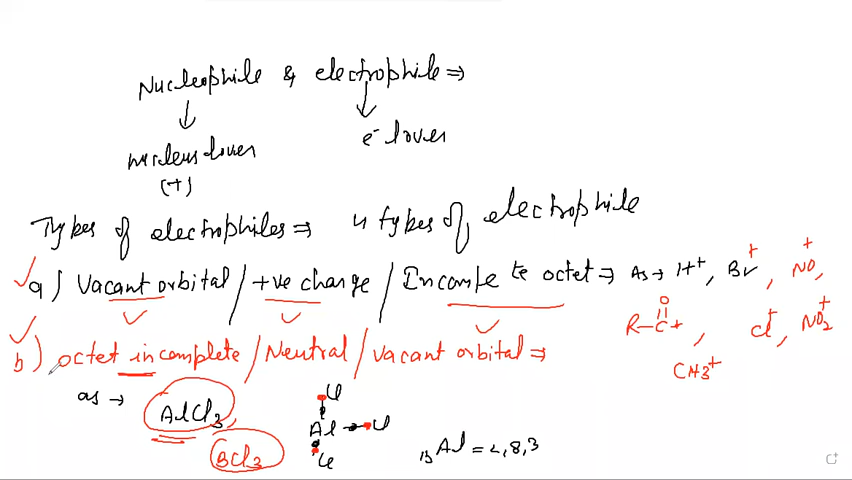 Nucleophile & electrophile ⇒
nucleus lover
(+)
e⁻ lover
Types of electrophiles ⇒ 4 types of electrophile
a) Vacant orbital / +ve change / Incomplete octet ⇒ As → H⁺, Br⁺, NO⁺,
O
R-C+, Cl⁺, NO₂⁺
CH3⁺
b) octet incomplete / Neutral / vacant orbital ⇒
as → AlCl₃, BCl₃
Cl
Al Cl
Cl
₁₃Al = 2,8,3